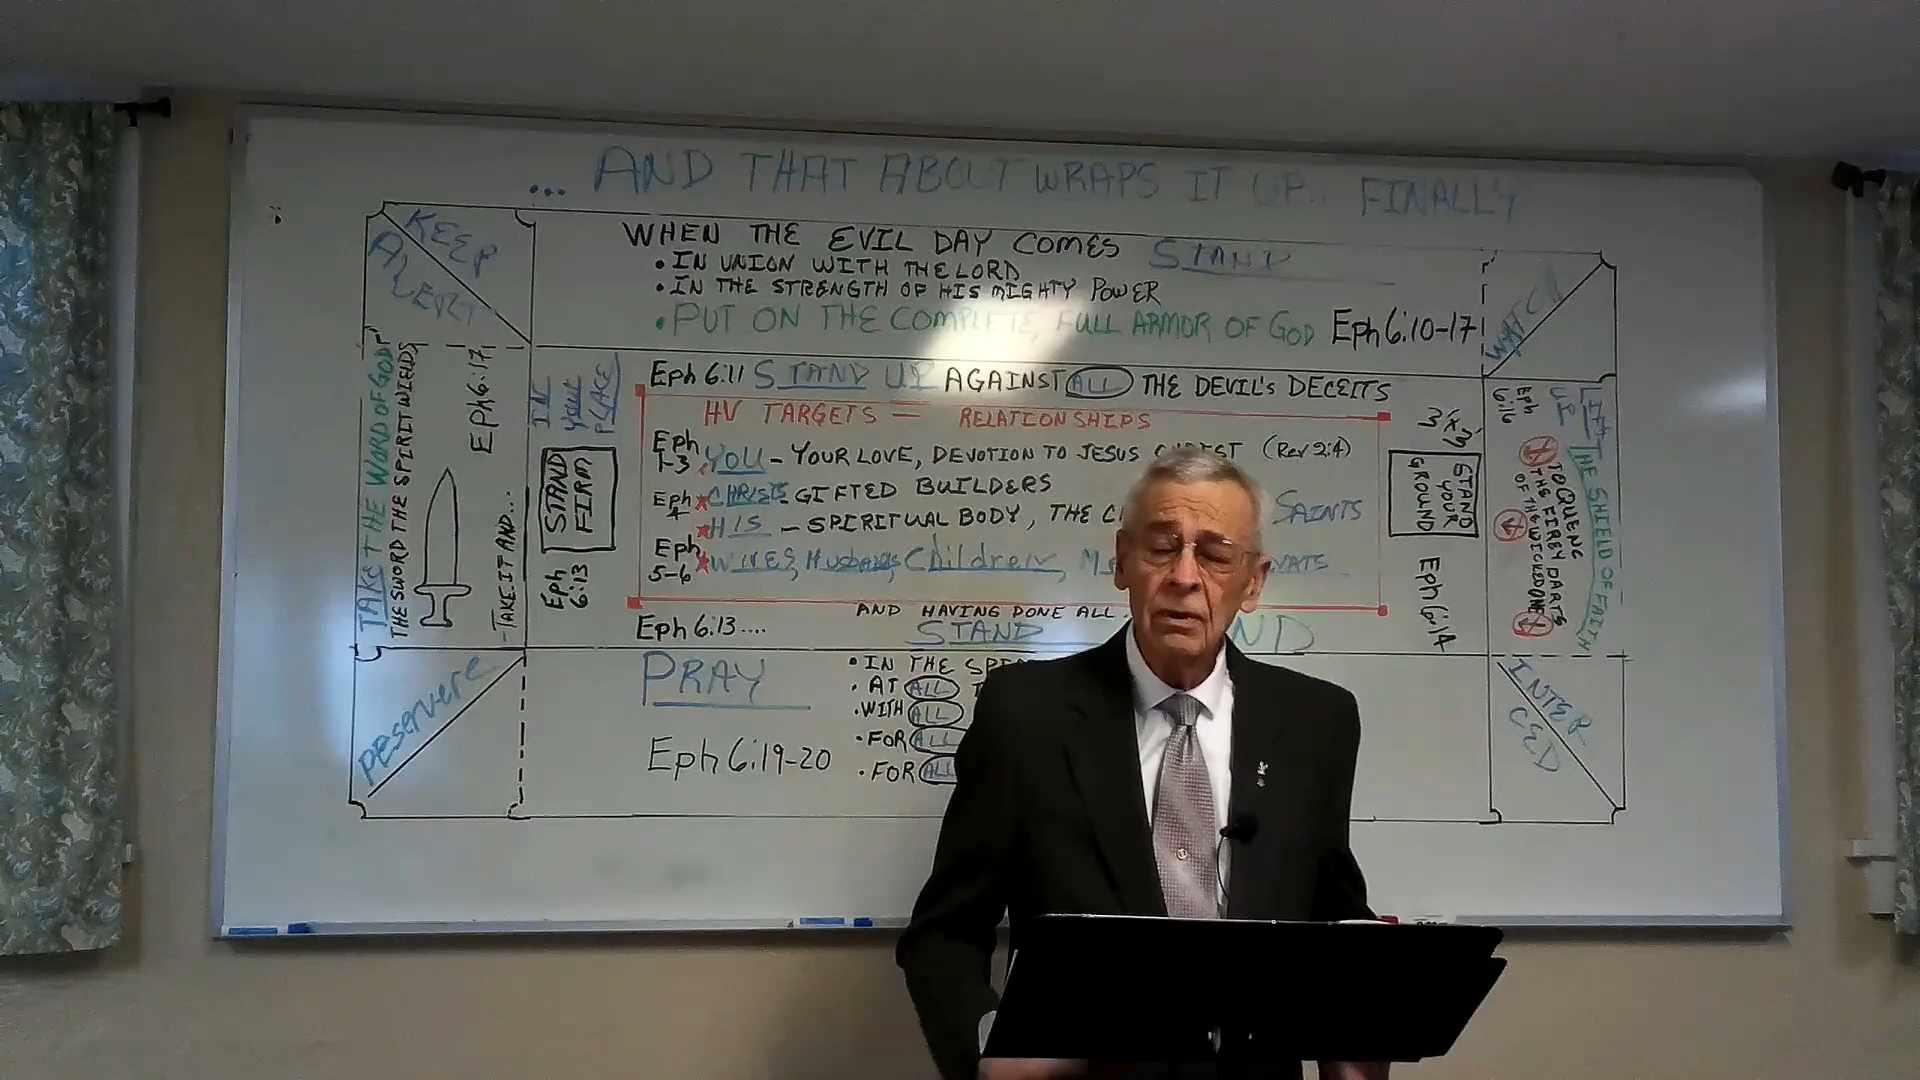 ... AND THAT ABOUT WRAPS IT UP.. FINALLY
KEEP
ALERT
WHEN THE EVIL DAY COMES STAND
• IN UNION WITH THE LORD
• IN THE STRENGTH OF HIS MIGHTY POWER
• PUT ON THE COMPLETE, FULL ARMOR OF GOD Eph 6:10-17
WATCH
TAKE THE WORD OF GOD
THE SWORD THE SPIRIT WIELDS
Eph 6:17
-TAKE IT AND...
IN
YOUR
PLACE
STAND
FIRM
Eph
6:13
Eph 6:11 STAND UP AGAINST ALL THE DEVIL'S DECEITS
HV TARGETS = RELATIONSHIPS
Eph
1-3 YOU - YOUR LOVE, DEVOTION TO JESUS (Rev 2:4)
Eph
4 CHRIST'S - GIFTED BUILDERS
HIS - SPIRITUAL BODY, THE SAINTS
Eph
5-6 WIVES, Husbands, Children,
AND HAVING DONE ALL
Eph 6:13.... STAND
STAND
YOUR
GROUND
Eph 6:14
Eph
6:16
LIFT
UP
THE SHIELD OF FAITH
TO QUENC
THE FIREY DARTS
OF THE WICKED ONE!
PRAY
• IN THE
• AT ALL
• WITH ALL
• FOR ALL
• FOR ALL
Eph 6:19-20
PESERVERE
INTER
CED